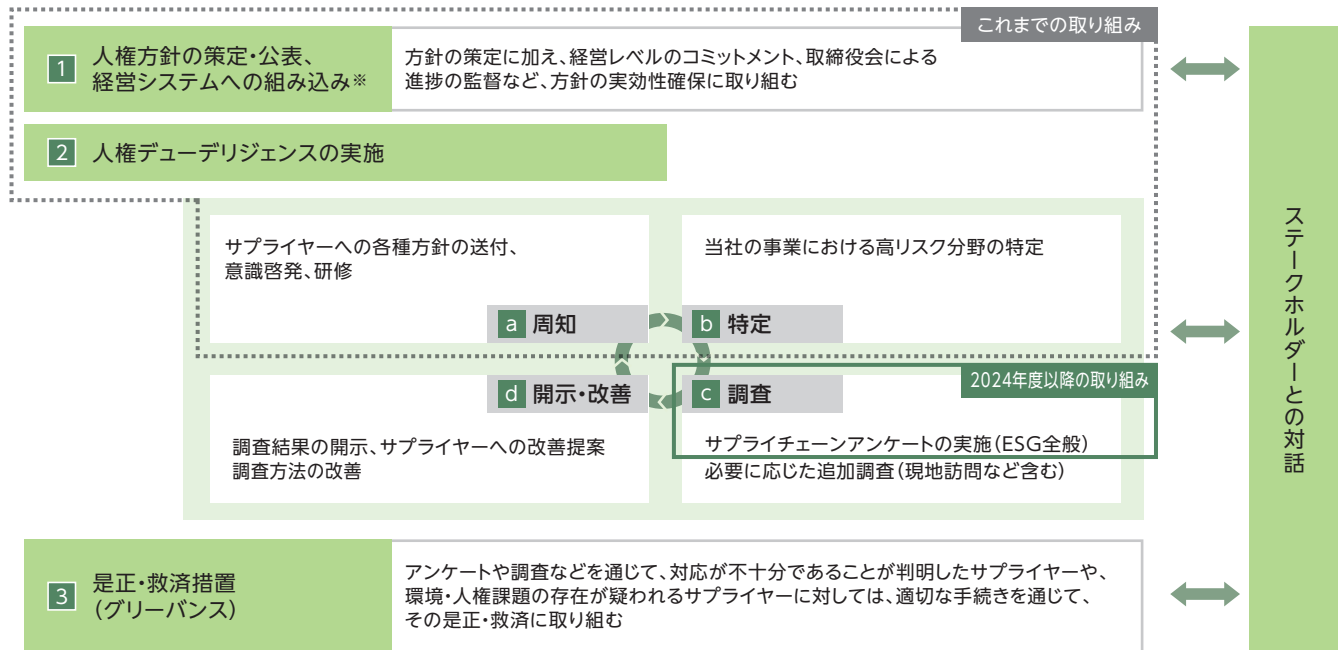 これまでの取り組み
1 人権方針の策定・公表、
経営システムへの組み込み※
方針の策定に加え、経営レベルのコミットメント、取締役会による
進捗の監督など、方針の実効性確保に取り組む
2 人権デューデリジェンスの実施
サプライヤーへの各種方針の送付、
意識啓発、研修
a 周知
当社の事業における高リスク分野の特定
b 特定
d 開示・改善
調査結果の開示、サプライヤーへの改善提案
調査方法の改善
2024年度以降の取り組み
c 調査
サプライチェーンアンケートの実施(ESG全般)
必要に応じた追加調査(現地訪問など含む)
3 是正・救済措置
(グリーバンス)
アンケートや調査などを通じて、対応が不十分であることが判明したサプライヤーや、
環境・人権課題の存在が疑われるサプライヤーに対しては、適切な手続きを通じて、
その是正・救済に取り組む
ステークホルダーとの対話